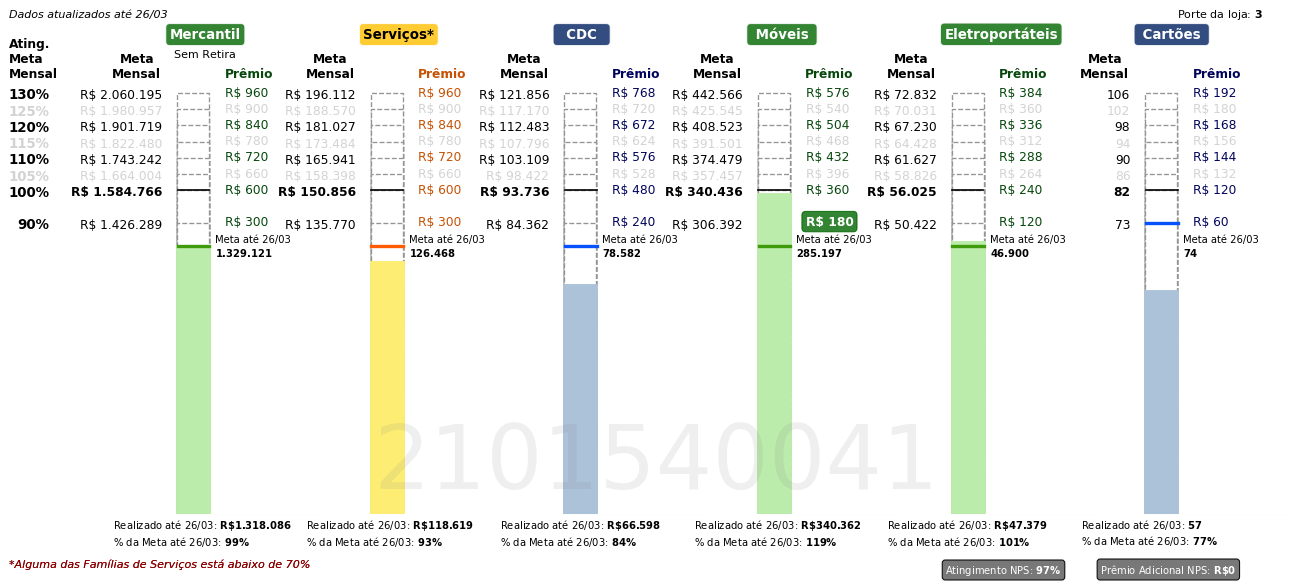 Dados atualizados até 26/03
Porte da loja: 3
Mercantil Serviços* CDC Móveis Eletroportáteis Cartões
Sem Retira
Ating. Meta Mensal
Meta Mensal Prêmio Meta Mensal Prêmio Meta Mensal Prêmio Meta Mensal Prêmio Meta Mensal Prêmio Meta Mensal Prêmio
130% R$ 2.060.195 R$ 960 R$ 196.112 R$ 960 R$ 121.856 R$ 768 R$ 442.566 R$ 576 R$ 72.832 R$ 384 106 R$ 192
125% R$ 1.980.957 R$ 900 R$ 188.570 R$ 900 R$ 117.170 R$ 720 R$ 425.545 R$ 540 R$ 70.031 R$ 360 102 R$ 180
120% R$ 1.901.719 R$ 840 R$ 181.027 R$ 840 R$ 112.483 R$ 672 R$ 408.523 R$ 504 R$ 67.230 R$ 336 98 R$ 168
115% R$ 1.822.480 R$ 780 R$ 173.484 R$ 780 R$ 107.796 R$ 624 R$ 391.501 R$ 468 R$ 64.428 R$ 312 94 R$ 156
110% R$ 1.743.242 R$ 720 R$ 165.941 R$ 720 R$ 103.109 R$ 576 R$ 374.479 R$ 432 R$ 61.627 R$ 288 90 R$ 144
105% R$ 1.664.004 R$ 660 R$ 158.398 R$ 660 R$ 98.422 R$ 528 R$ 357.457 R$ 396 R$ 58.826 R$ 264 86 R$ 132
100% R$ 1.584.766 R$ 600 R$ 150.856 R$ 600 R$ 93.736 R$ 480 R$ 340.436 R$ 360 R$ 56.025 R$ 240 82 R$ 120
90% R$ 1.426.289 R$ 300 R$ 135.770 R$ 300 R$ 84.362 R$ 240 R$ 306.392 R$ 180 R$ 50.422 R$ 120 73 R$ 60
Meta até 26/03 Meta até 26/03 Meta até 26/03 Meta até 26/03 Meta até 26/03 Meta até 26/03
1.329.121 126.468 78.582 285.197 46.900 74
2101540041
Realizado até 26/03: R$1.318.086 Realizado até 26/03: R$118.619 Realizado até 26/03: R$66.598 Realizado até 26/03: R$340.362 Realizado até 26/03: R$47.379 Realizado até 26/03: 57
% da Meta até 26/03: 99% % da Meta até 26/03: 93% % da Meta até 26/03: 84% % da Meta até 26/03: 119% % da Meta até 26/03: 101% % da Meta até 26/03: 77%
*Alguma das Famílias de Serviços está abaixo de 70%
Atingimento NPS: 97% Prêmio Adicional NPS: R$0